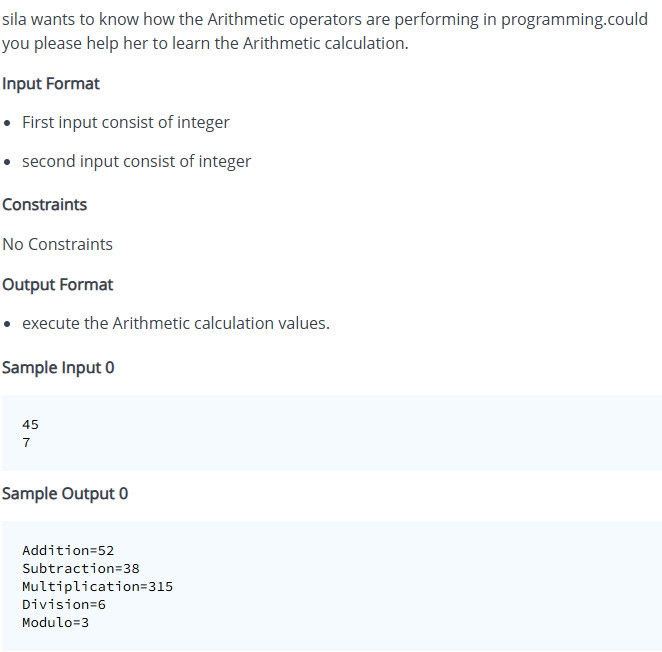 sila wants to know how the Arithmetic operators are performing in programming.could
you please help her to learn the Arithmetic calculation.
Input Format
• First input consist of integer
• second input consist of integer
Constraints
No Constraints
Output Format
• execute the Arithmetic calculation values.
Sample Input 0
45
7
Sample Output 0
Addition=52
Subtraction=38
Multiplication=315
Division=6
Modulo=3